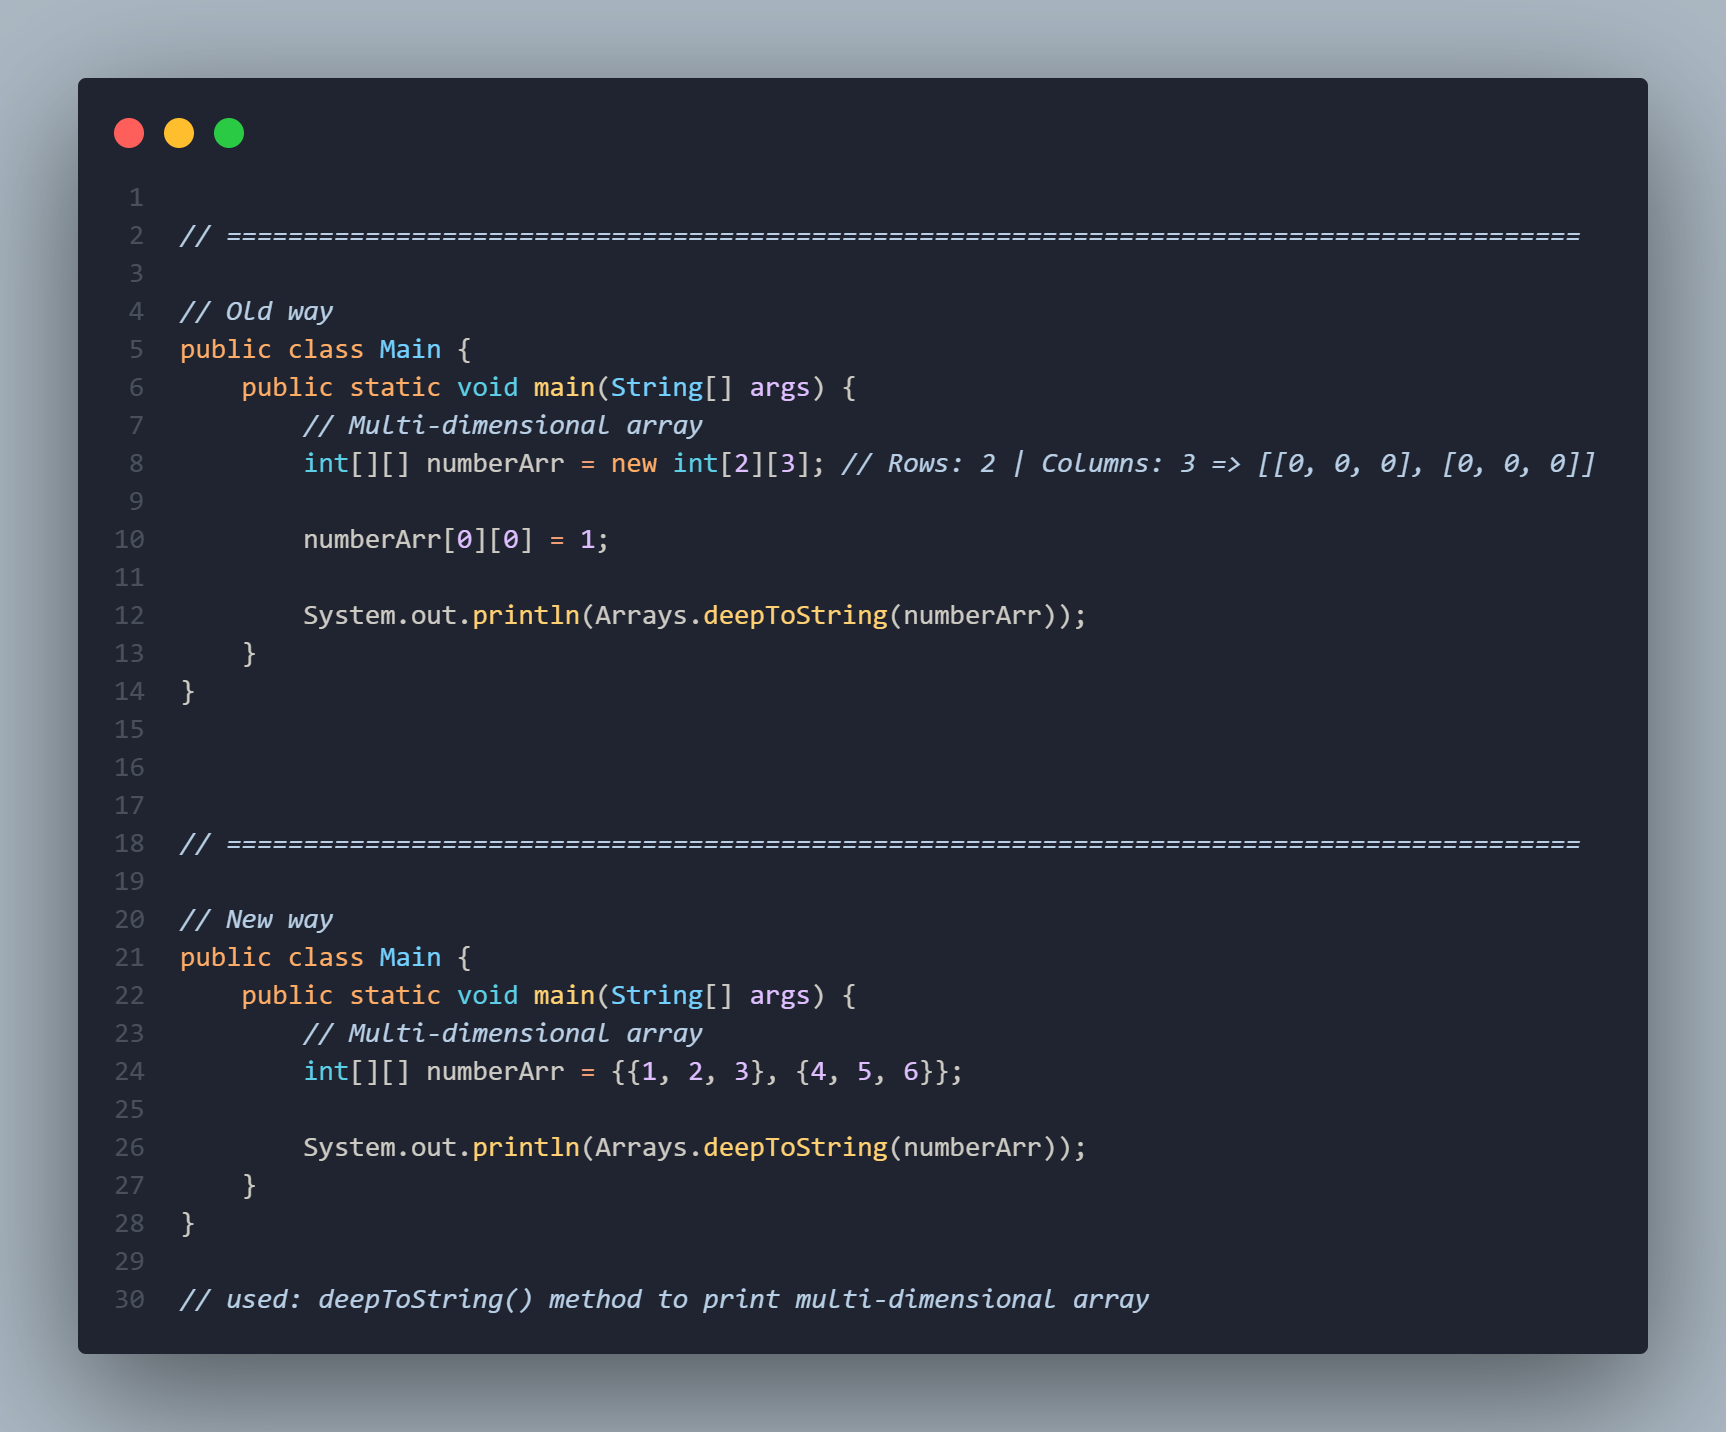 1
2 // ========================================================================================
3
4 // Old way
5 public class Main {
6     public static void main(String[] args) {
7         // Multi-dimensional array
8         int[][] numberArr = new int[2][3]; // Rows: 2 | Columns: 3 => [[0, 0, 0], [0, 0, 0]]
9
10         numberArr[0][0] = 1;
11
12         System.out.println(Arrays.deepToString(numberArr));
13     }
14 }
15
16
17
18 // ========================================================================================
19
20 // New way
21 public class Main {
22     public static void main(String[] args) {
23         // Multi-dimensional array
24         int[][] numberArr = {{1, 2, 3}, {4, 5, 6}};
25
26         System.out.println(Arrays.deepToString(numberArr));
27     }
28 }
29
30 // used: deepToString() method to print multi-dimensional array